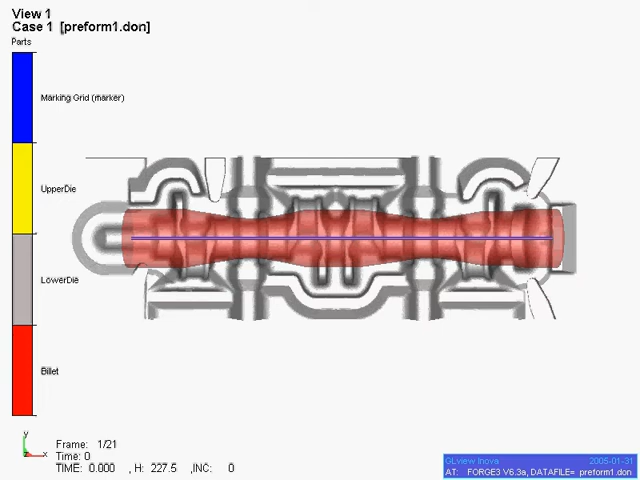 View 1
Case 1 [preform1.don]
Parts
Marking Grid (marker)
UpperDie
LowerDie
Billet
y
z x
Frame: 1/21
Time: 0
TIME: 0.000 , H: 227.5 ,INC: 0
GLview Inova 2005-01-31
AT: FORGE3 V6.3a, DATAFILE= preform1.don